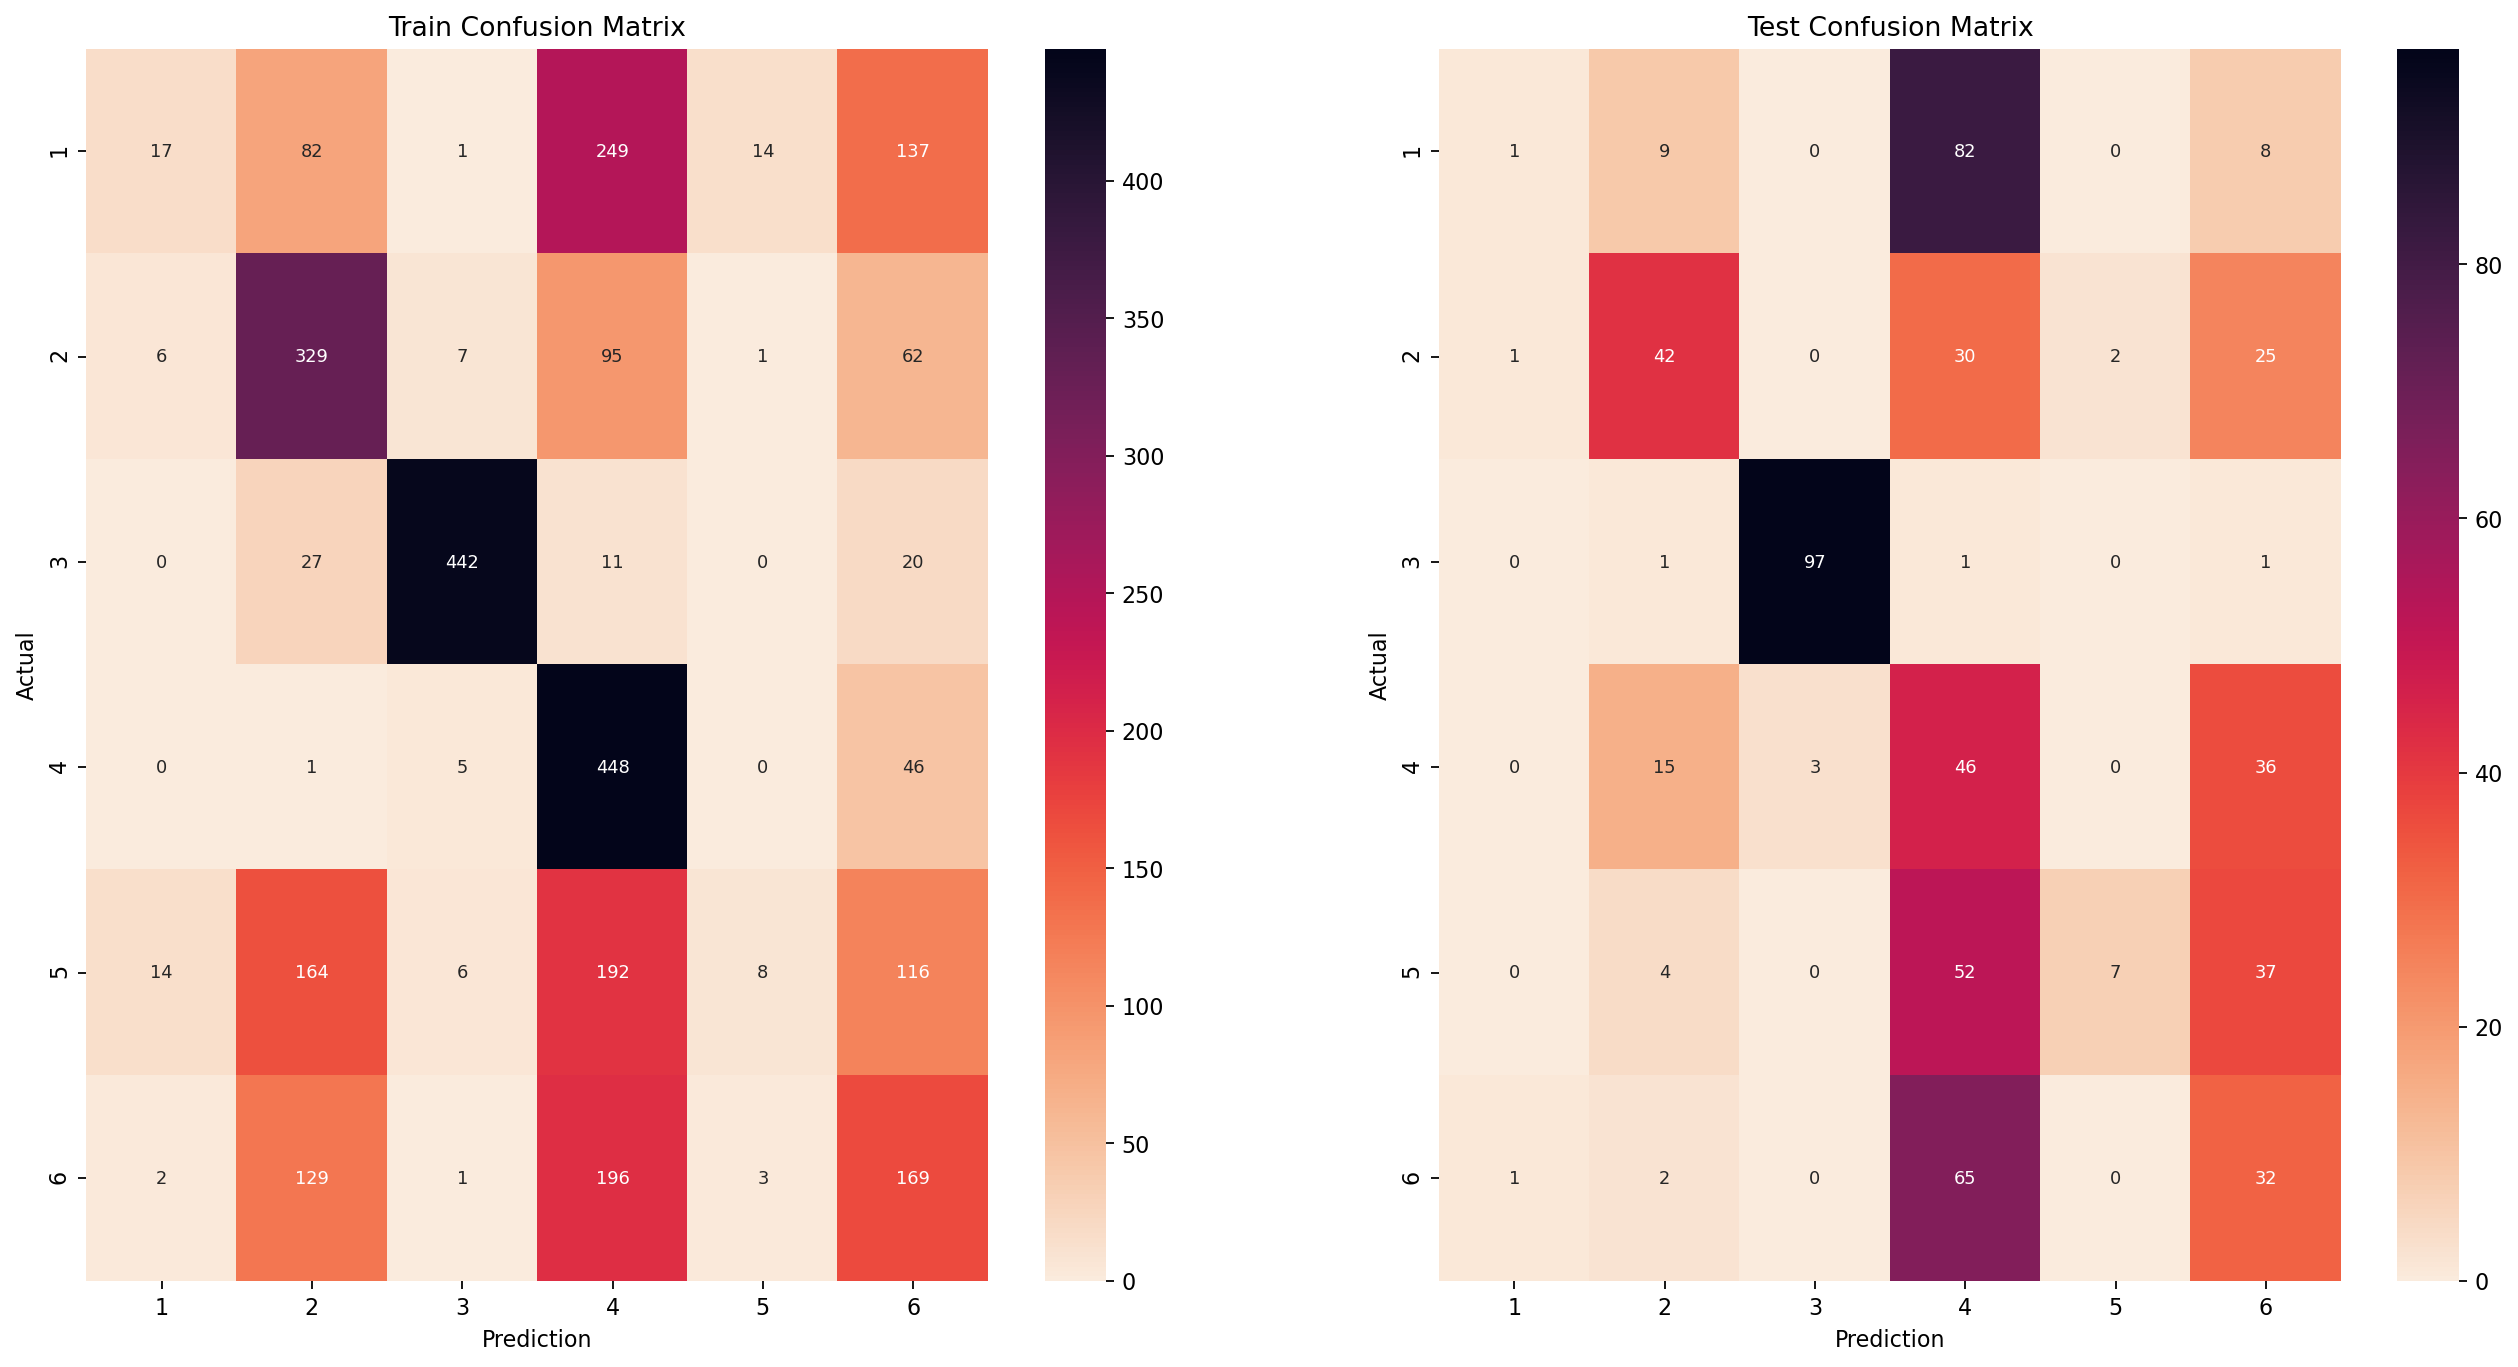 Train Confusion Matrix
1 17 82 1 249 14 137
2 6 329 7 95 1 62
3 0 27 442 11 0 20
4 0 1 5 448 0 46
5 14 164 6 192 8 116
6 2 129 1 196 3 169
1 2 3 4 5 6
Prediction
Actual
400
350
300
250
200
150
100
50
0
Test Confusion Matrix
1 1 9 0 82 0 8
2 1 42 0 30 2 25
3 0 1 97 1 0 1
4 0 15 3 46 0 36
5 0 4 0 52 7 37
6 1 2 0 65 0 32
1 2 3 4 5 6
Prediction
Actual
80
60
40
20
0